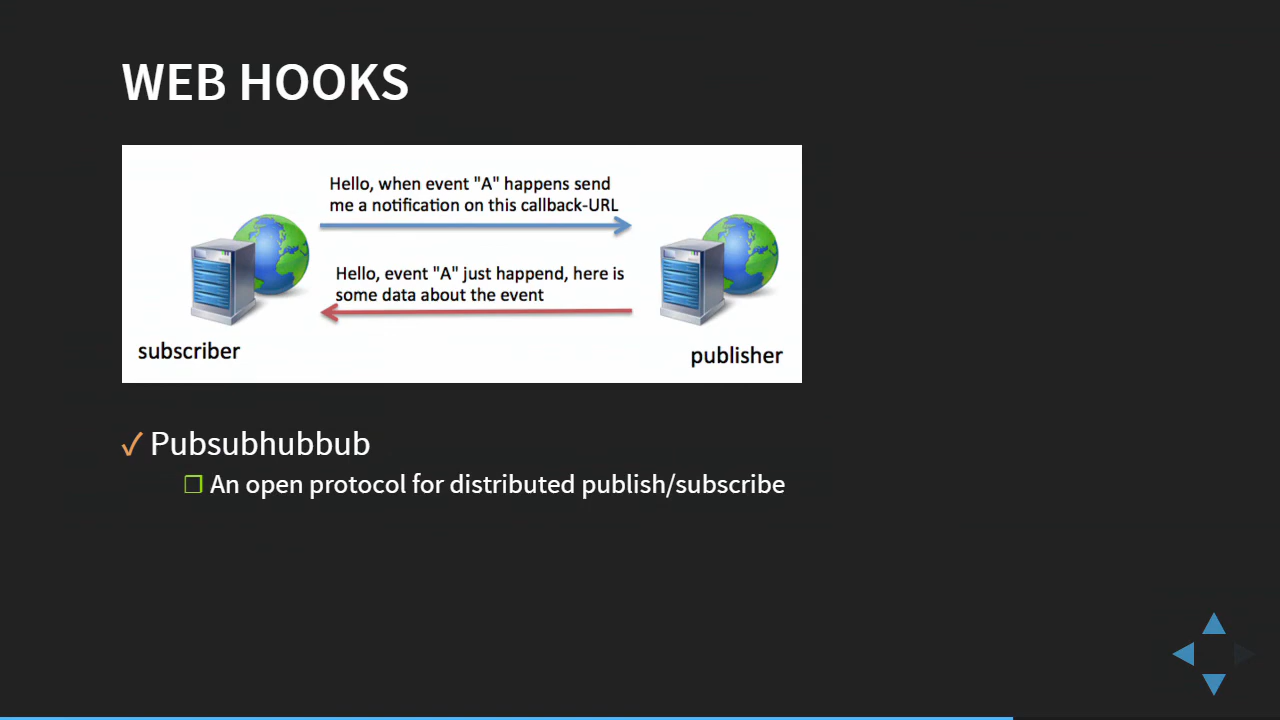 WEB HOOKS
Hello, when event "A" happens send
me a notification on this callback-URL
Hello, event "A" just happend, here is
some data about the event
subscriber
publisher
✓ Pubsubhubbub
❐ An open protocol for distributed publish/subscribe